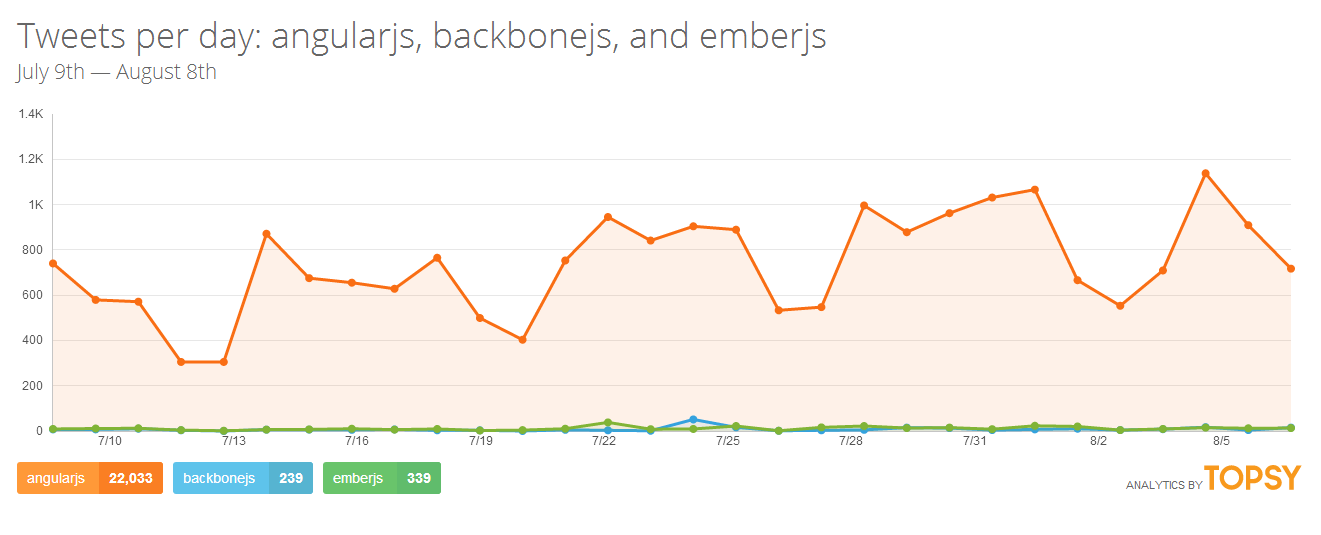 Tweets per day: angularjs, backbonejs, and emberjs
July 9th — August 8th
1.4K
1.2K
1K
800
600
400
200
0
7/10 7/13 7/16 7/19 7/22 7/25 7/28 7/31 8/2 8/5
angularjs 22,033 backbonejs 239 emberjs 339
ANALYTICS BY TOPSY